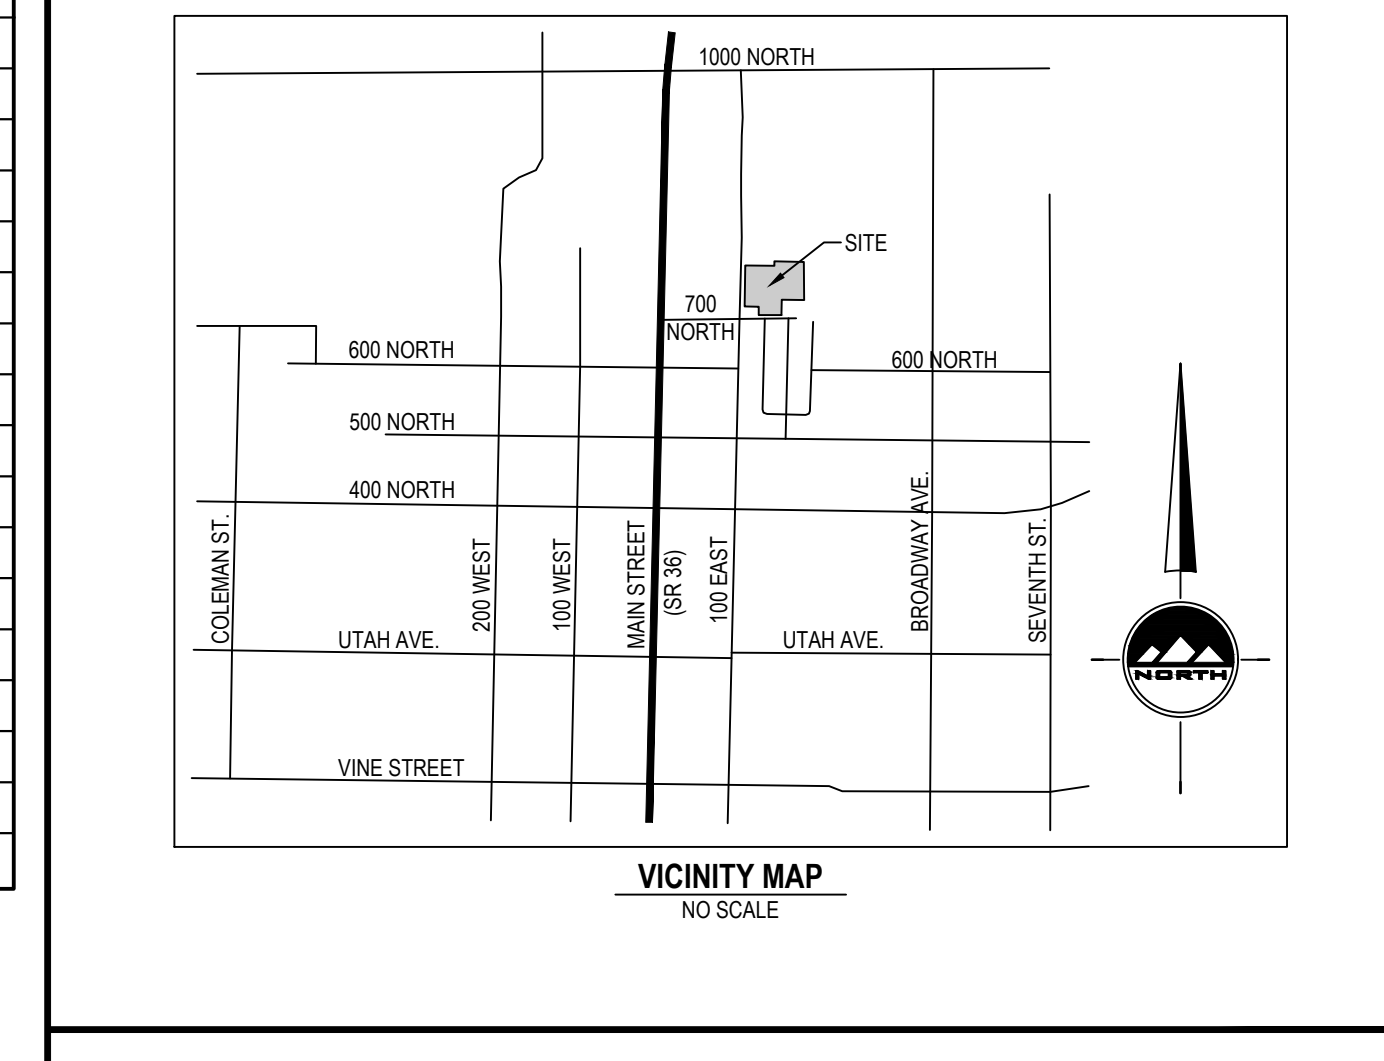 1000 NORTH
SITE
700
NORTH
600 NORTH
600 NORTH
500 NORTH
400 NORTH
COLEMAN ST.
200 WEST
100 WEST
MAIN STREET
(SR 36)
100 EAST
BROADWAY AVE.
SEVENTH ST.
UTAH AVE.
UTAH AVE.
NORTH
VINE STREET
VICINITY MAP
NO SCALE